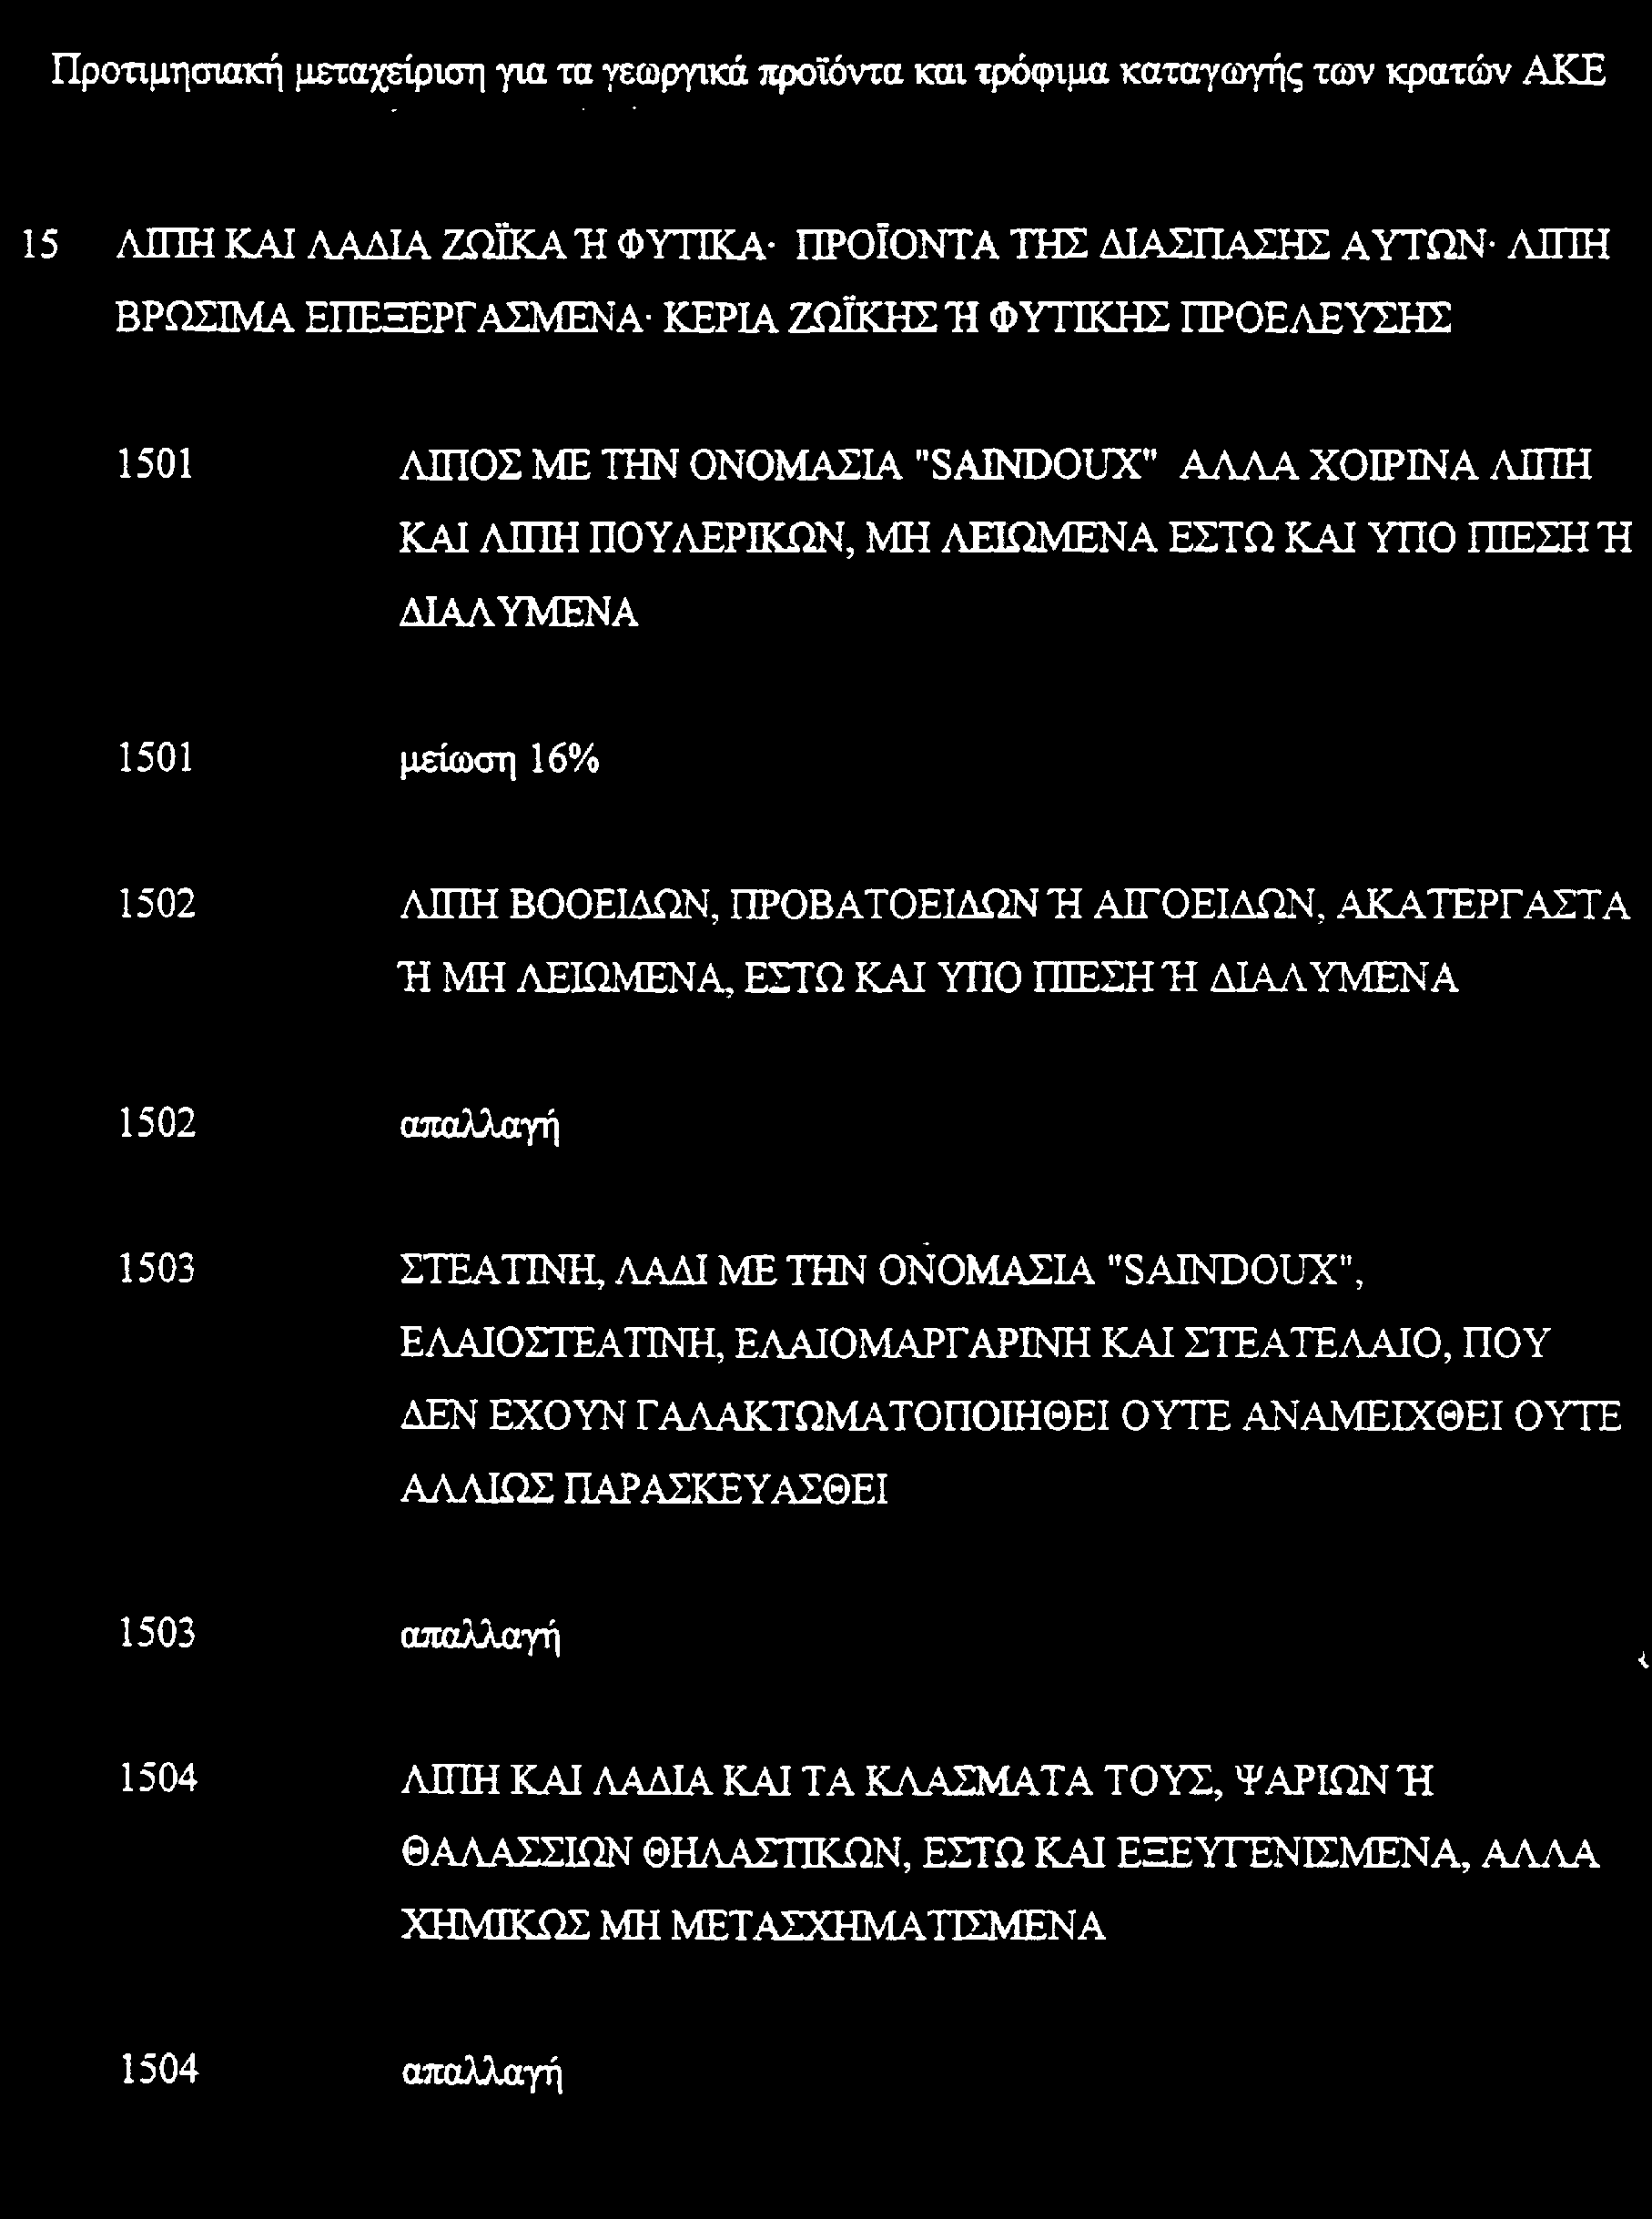 Προτιμησιακή μεταχείριση για τα γεωργικά προϊόντα και τρόφιμα καταγωγής των κρατών ΑΚΕ
15 ΛΙΠΗ ΚΑΙ ΛΑΔΙΑ ΖΩΪΚΑ Ή ΦΥΤΙΚΑ· ΠΡΟΪΟΝΤΑ ΤΗΣ ΔΙΑΣΠΑΣΗΣ ΑΥΤΩΝ· ΛΙΠΗ
ΒΡΩΣΙΜΑ ΕΠΕΞΕΡΓΑΣΜΕΝΑ· ΚΕΡΙΑ ΖΩΪΚΗΣ Ή ΦΥΤΙΚΗΣ ΠΡΟΕΛΕΥΣΗΣ
1501 ΛΙΠΟΣ ΜΕ ΤΗΝ ΟΝΟΜΑΣΙΑ "SAINDOUX" ΑΛΛΑ ΧΟΙΡΙΝΑ ΛΙΠΗ
ΚΑΙ ΛΙΠΗ ΠΟΥΛΕΡΙΚΩΝ, ΜΗ ΛΕΙΩΜΕΝΑ ΕΣΤΩ ΚΑΙ ΥΠΟ ΠΙΕΣΗ Ή
ΔΙΑΛΥΜΕΝΑ
1501 μείωση 16%
1502 ΛΙΠΗ ΒΟΟΕΙΔΩΝ, ΠΡΟΒΑΤΟΕΙΔΩΝ Ή ΑΙΓΟΕΙΔΩΝ, ΑΚΑΤΕΡΓΑΣΤΑ
Ή ΜΗ ΛΕΙΩΜΕΝΑ, ΕΣΤΩ ΚΑΙ ΥΠΟ ΠΙΕΣΗ Ή ΔΙΑΛΥΜΕΝΑ
1502 απαλλαγή
1503 ΣΤΕΑΤΙΝΗ, ΛΑΔΙ ΜΕ ΤΗΝ ΟΝΟΜΑΣΙΑ "SAINDOUX",
ΕΛΑΙΟΣΤΕΑΤΙΝΗ, ΕΛΑΙΟΜΑΡΓΑΡΙΝΗ ΚΑΙ ΣΤΕΑΤΕΛΑΙΟ, ΠΟΥ
ΔΕΝ ΕΧΟΥΝ ΓΑΛΑΚΤΩΜΑΤΟΠΟΙΗΘΕΙ ΟΥΤΕ ΑΝΑΜΕΙΧΘΕΙ ΟΥΤΕ
ΑΛΛΙΩΣ ΠΑΡΑΣΚΕΥΑΣΘΕΙ
1503 απαλλαγή
1504 ΛΙΠΗ ΚΑΙ ΛΑΔΙΑ ΚΑΙ ΤΑ ΚΛΑΣΜΑΤΑ ΤΟΥΣ, ΨΑΡΙΩΝ Ή
ΘΑΛΑΣΣΙΩΝ ΘΗΛΑΣΤΙΚΩΝ, ΕΣΤΩ ΚΑΙ ΕΞΕΥΓΕΝΙΣΜΕΝΑ, ΑΛΛΑ
ΧΗΜΙΚΩΣ ΜΗ ΜΕΤΑΣΧΗΜΑΤΙΣΜΕΝΑ
1504 απαλλαγή